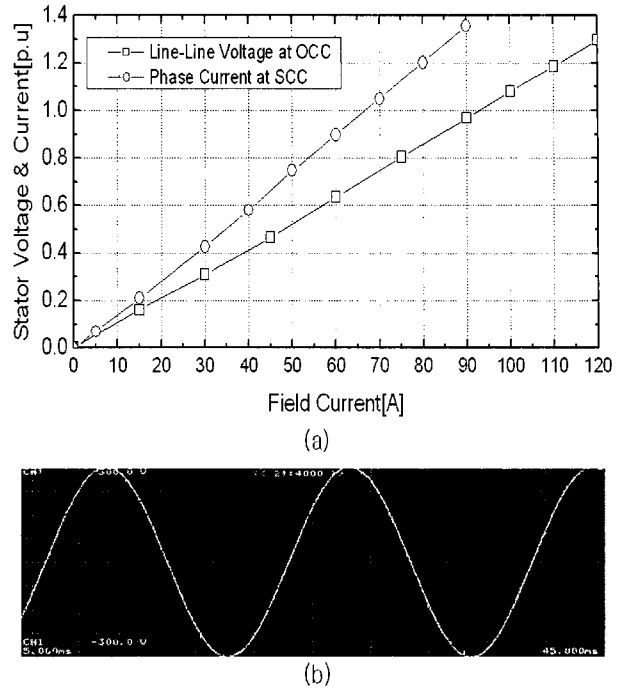 Stator Voltage & Current[p.u]
1.4
1.2
1.0
0.8
0.6
0.4
0.2
0.0
Line-Line Voltage at OCC
Phase Current at SCC
0 10 20 30 40 50 60 70 80 90 100 110 120
Field Current[A]
(a)
CH1
CH1 -300.0 V
5.000ms 45.000ms
(b)